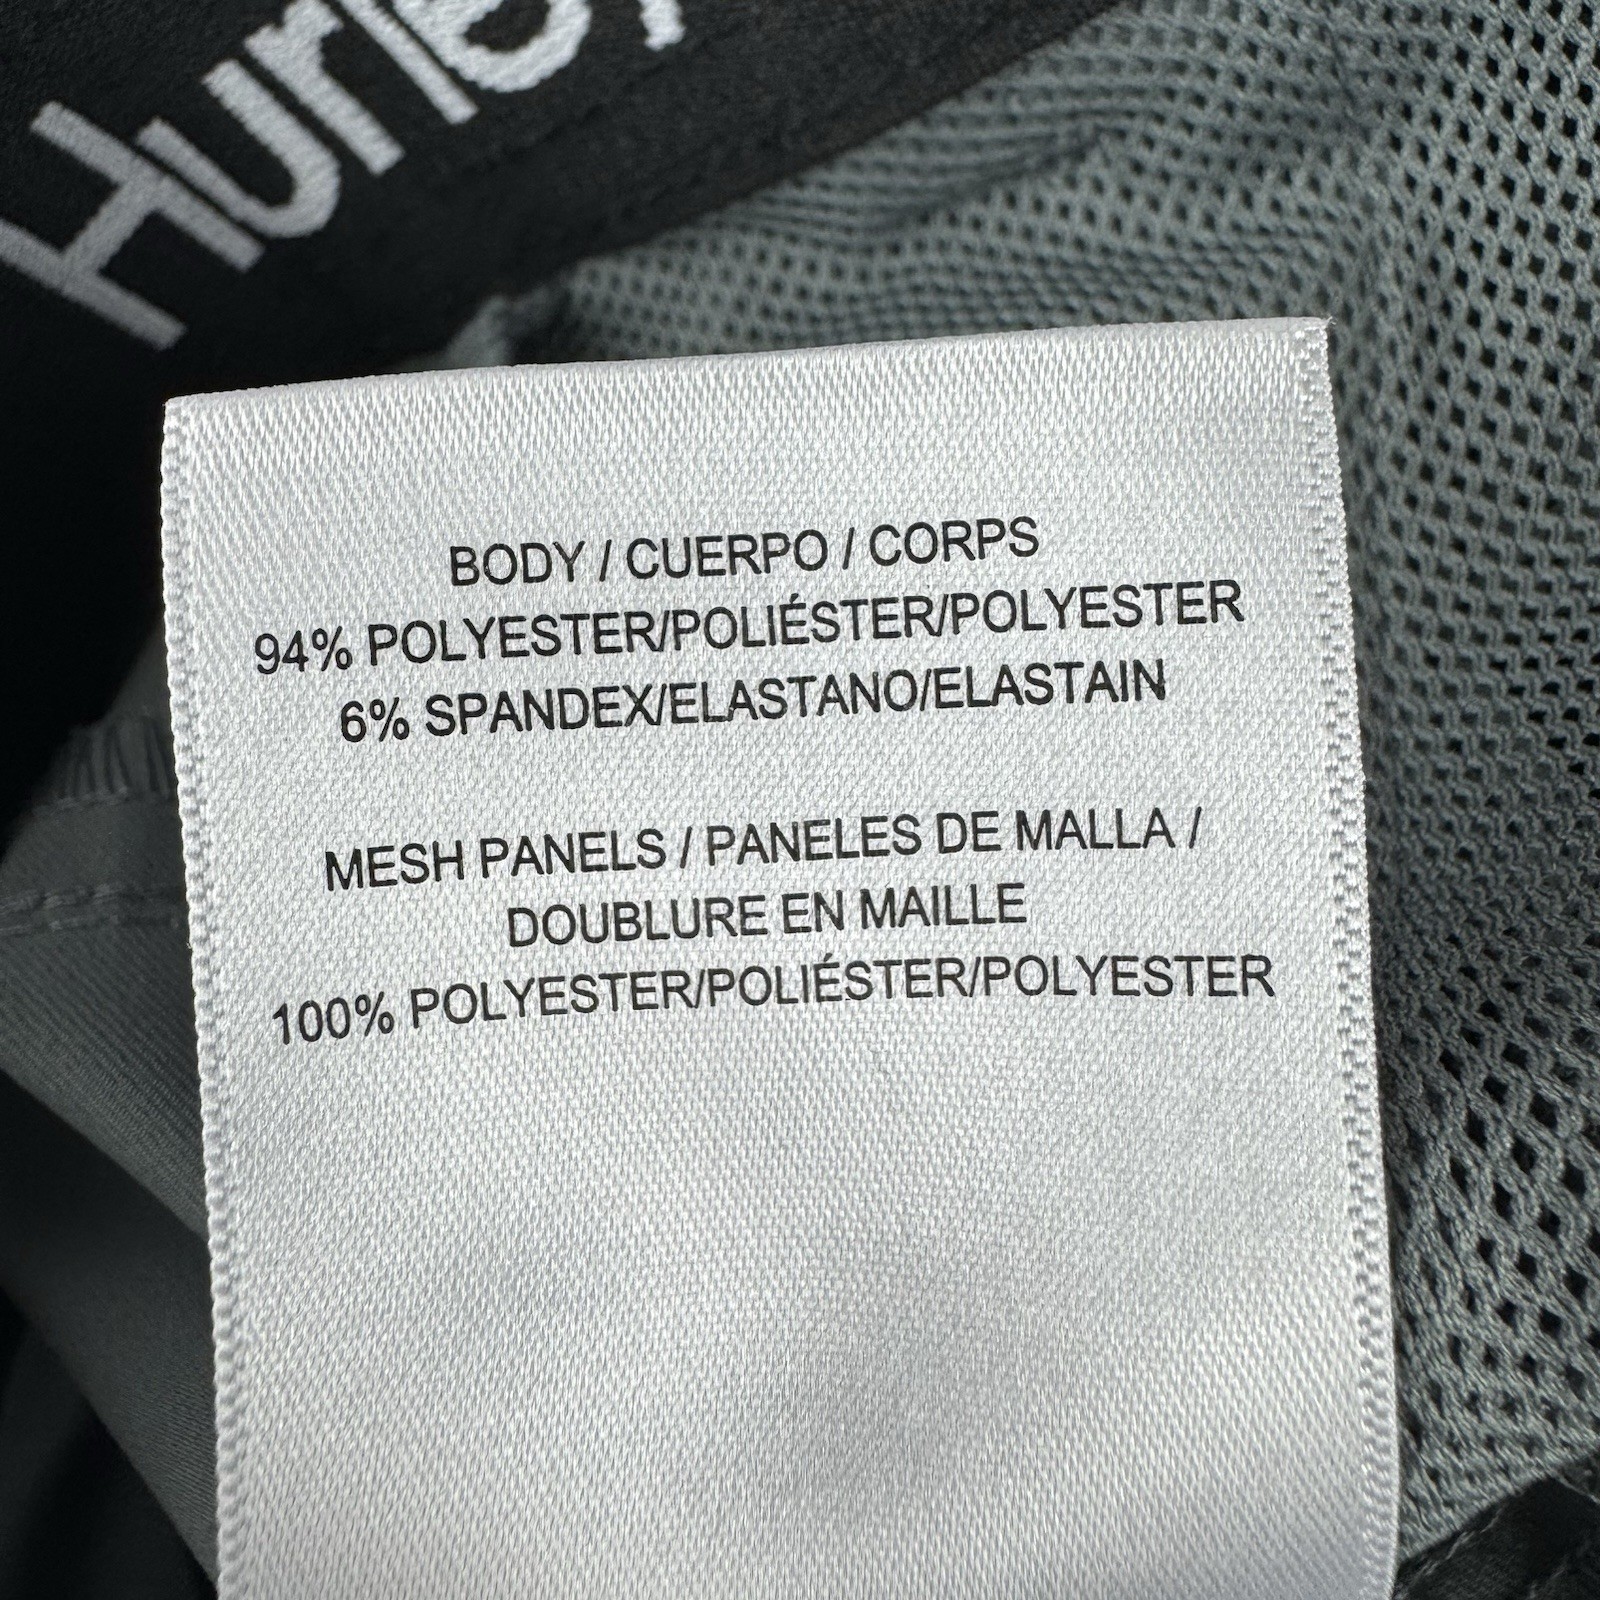 Hurley
BODY / CUERPO / CORPS
94% POLYESTER/POLIÉSTER/POLYESTER
6% SPANDEX/ELASTANO/ELASTAIN
MESH PANELS / PANELES DE MALLA /
DOUBLURE EN MAILLE
100% POLYESTER/POLIÉSTER/POLYESTER